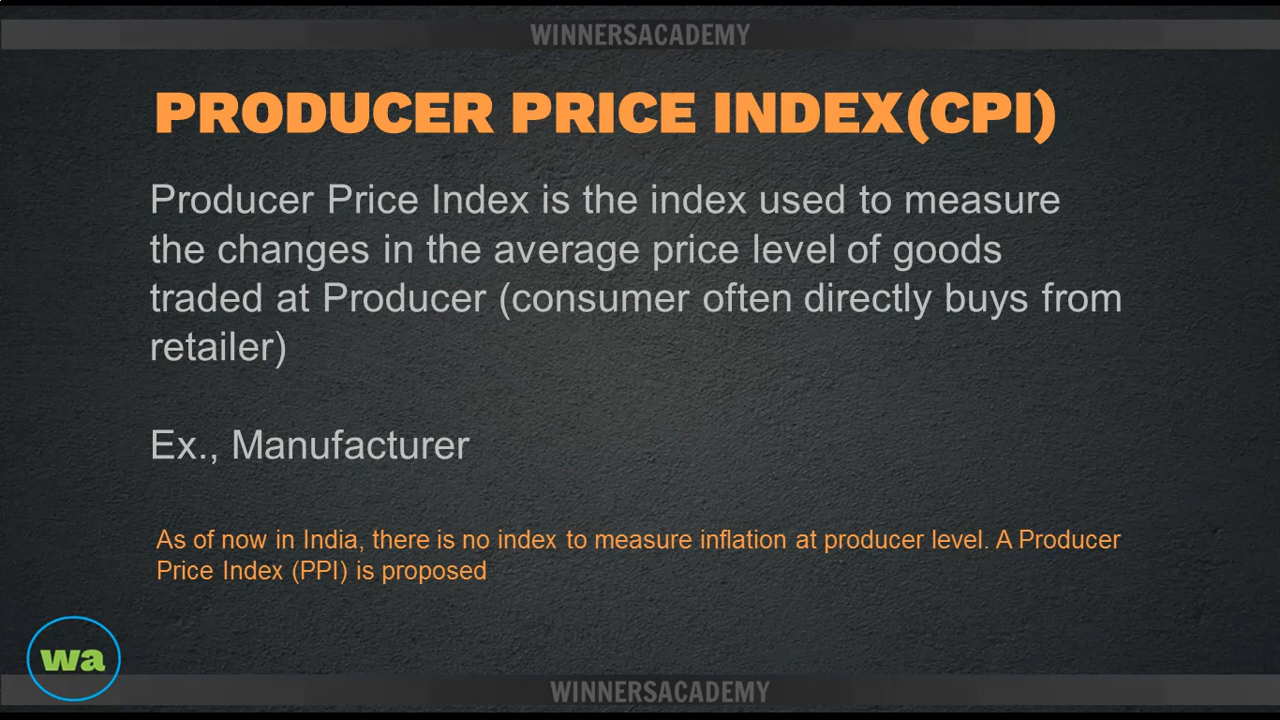 WINNERSACADEMY
PRODUCER PRICE INDEX(CPI)
Producer Price Index is the index used to measure
the changes in the average price level of goods
traded at Producer (consumer often directly buys from
retailer)
Ex., Manufacturer
As of now in India, there is no index to measure inflation at producer level. A Producer
Price Index (PPI) is proposed
wa
WINNERSACADEMY